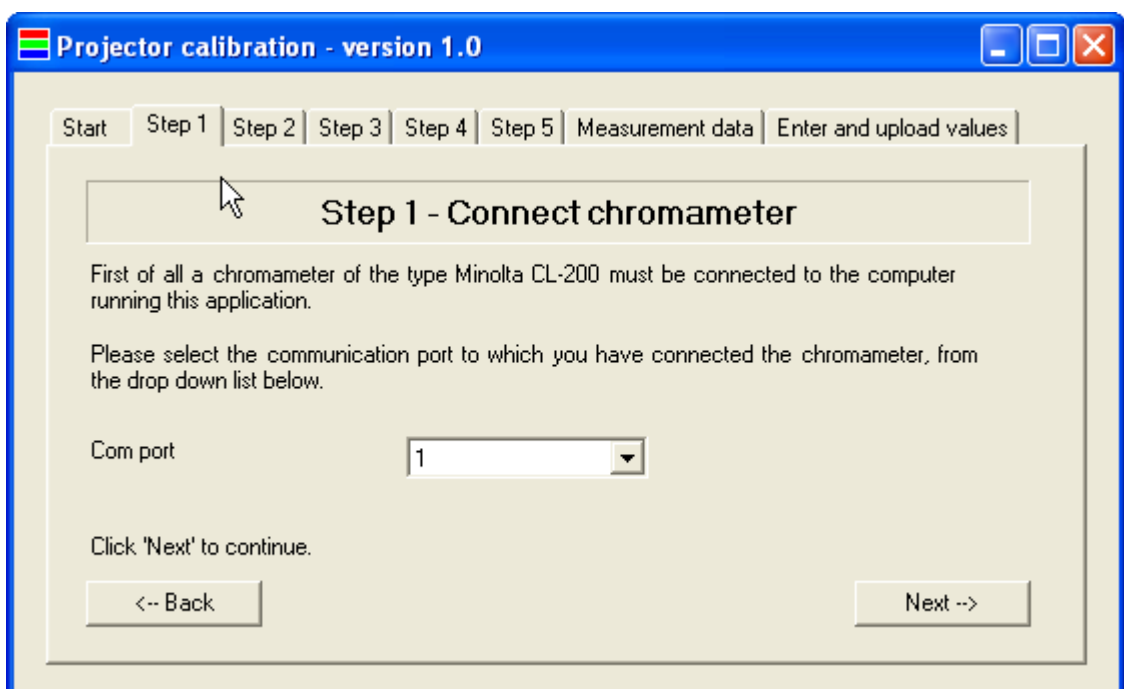 Projector calibration - version 1.0
Start Step 1 Step 2 Step 3 Step 4 Step 5 Measurement data Enter and upload values
Step 1 - Connect chromameter
First of all a chromameter of the type Minolta CL-200 must be connected to the computer
running this application.
Please select the communication port to which you have connected the chromameter, from
the drop down list below.
Com port 1
Click 'Next' to continue.
<-- Back Next -->